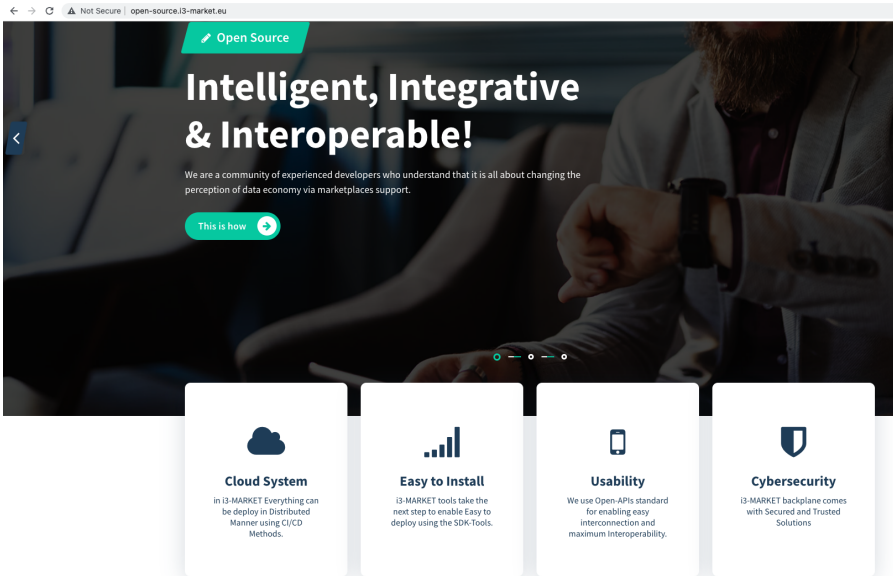 Not Secure
open-source.i3-market.eu
Open Source
Intelligent, Integrative
& Interoperable!
We are a community of experienced developers who understand that it is all about changing the
perception of data economy via marketplaces support.
This is how
Cloud System
in i3-MARKET Everything can
be deploy in Distributed
Manner using CI/CD
Methods.
Easy to Install
i3-MARKET tools take the
next step to enable Easy to
deploy using the SDK-Tools.
Usability
We use Open-APIs standard
for enabling easy
interconnection and
maximum Interoperability.
Cybersecurity
i3-MARKET backplane comes
with Secured and Trusted
Solutions